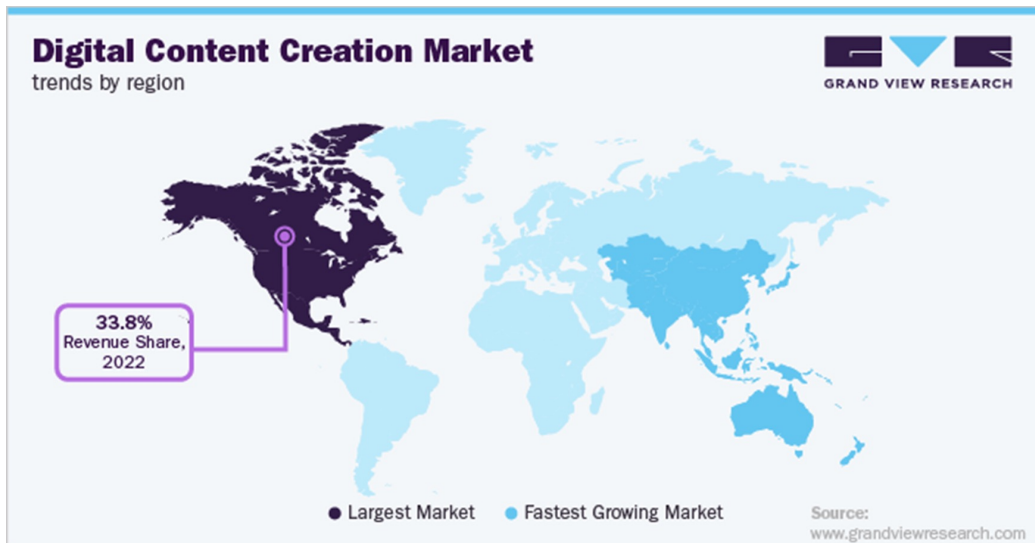 Digital Content Creation Market
trends by region
GRAND VIEW RESEARCH
33.8%
Revenue Share,
2022
Largest Market
Fastest Growing Market
Source:
www.grandviewresearch.com